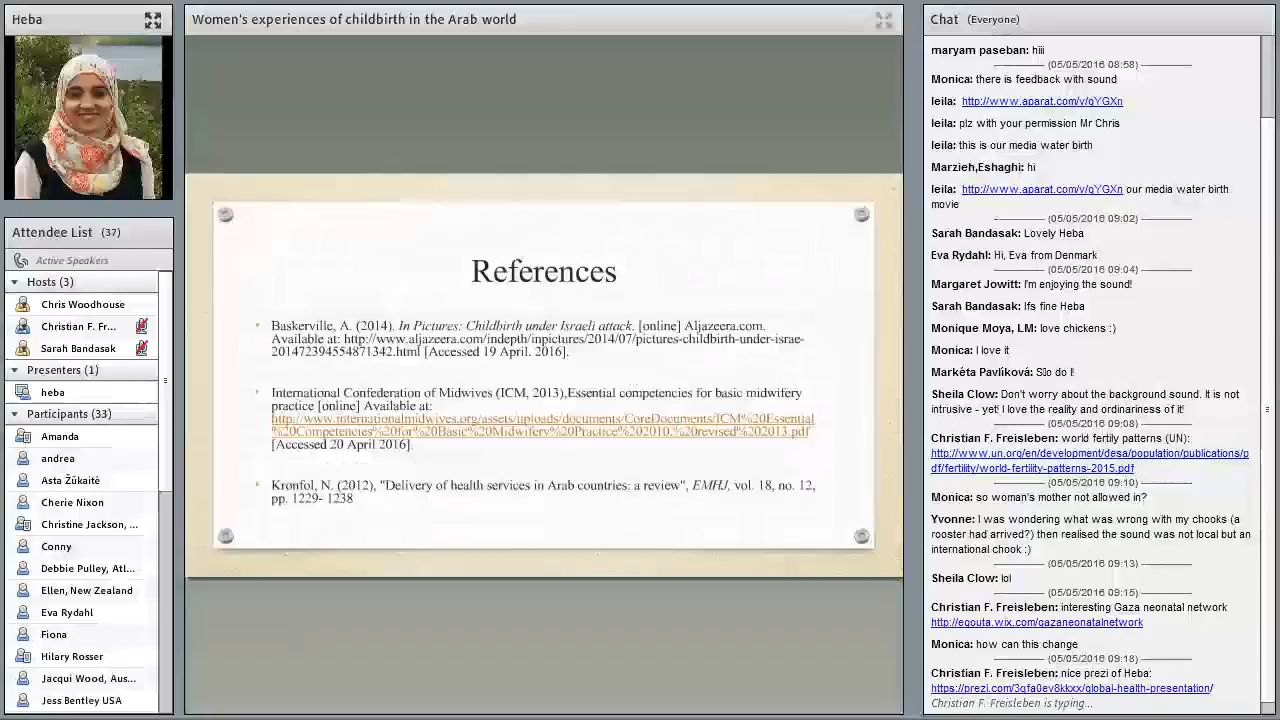 Heba
Attendee List (37)
Active Speakers
Hosts (3)
Chris Woodhouse
Christian F. Fr...
Sarah Bandasak
Presenters (1)
heba
Participants (33)
Amanda
andrea
Asta Žūkaitė
Cherie Nixon
Christine Jackson, ...
Conny
Debbie Pulley, Atl...
Ellen, New Zealand
Eva Rydahl
Fiona
Hilary Rosser
Jacqui Wood, Aus...
Jess Bentley USA
Women's experiences of childbirth in the Arab world
References
Baskerville, A. (2014). In Pictures: Childbirth under Israeli attack. [online] Aljazeera.com.
Available at: http://www.aljazeera.com/indepth/inpictures/2014/07/pictures-childbirth-under-israe-
201472394554871342.html [Accessed 19 April. 2016].
International Confederation of Midwives (ICM, 2013),Essential competencies for basic midwifery
practice [online] Available at:
http://www.internationalmidwives.org/assets/uploads/documents/CoreDocuments/ICM%20Essential
%20Competencies%20for%20Basic%20Midwifery%20Practice%202010,%20revised%202013.pdf
[Accessed 20 April 2016].
Kronfol, N. (2012), "Delivery of health services in Arab countries: a review", EMHJ, vol. 18, no. 12,
pp. 1229- 1238
Chat (Everyone)
maryam paseban: hiii
(05/05/2016 08:58)
Monica: there is feedback with sound
leila: http://www.aparat.com/v/qYGXn
leila: plz with your permission Mr Chris
leila: this is our media water birth
Marzieh,Eshaghi: hi
leila: http://www.aparat.com/v/qYGXn our media water birth
movie
(05/05/2016 09:02)
Sarah Bandasak: Lovely Heba
Eva Rydahl: Hi, Eva from Denmark
(05/05/2016 09:04)
Margaret Jowitt: I'm enjoying the sound!
Sarah Bandasak: Ifs fine Heba
Monique Moya, LM: love chickens :)
Monica: I love it
Markéta Pavlíková: So do I!
Sheila Clow: Don't worry about the background sound. It is not
intrusive - yet! I love the reality and ordinariness of it!
(05/05/2016 09:08)
Christian F. Freisleben: world fertily patterns (UN):
http://www.un.org/en/development/desa/population/publications/p
df/fertility/world-fertility-patterns-2015.pdf
(05/05/2016 09:10)
Monica: so woman's mother not allowed in?
Yvonne: I was wondering what was wrong with my chooks (a
rooster had arrived?) then realised the sound was not local but an
international chook :)
(05/05/2016 09:13)
Sheila Clow: lol
(05/05/2016 09:15)
Christian F. Freisleben: interesting Gaza neonatal network
http://egouta.wix.com/gazaneonatalnetwork
Monica: how can this change
(05/05/2016 09:18)
Christian F. Freisleben: nice prezi of Heba:
https://prezi.com/3qfa0ev8kkxx/global-health-presentation/
Christian F. Freisleben is typing...